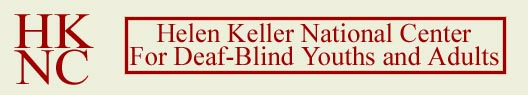 HK
NC
Helen Keller National Center
For Deaf-Blind Youths and Adults